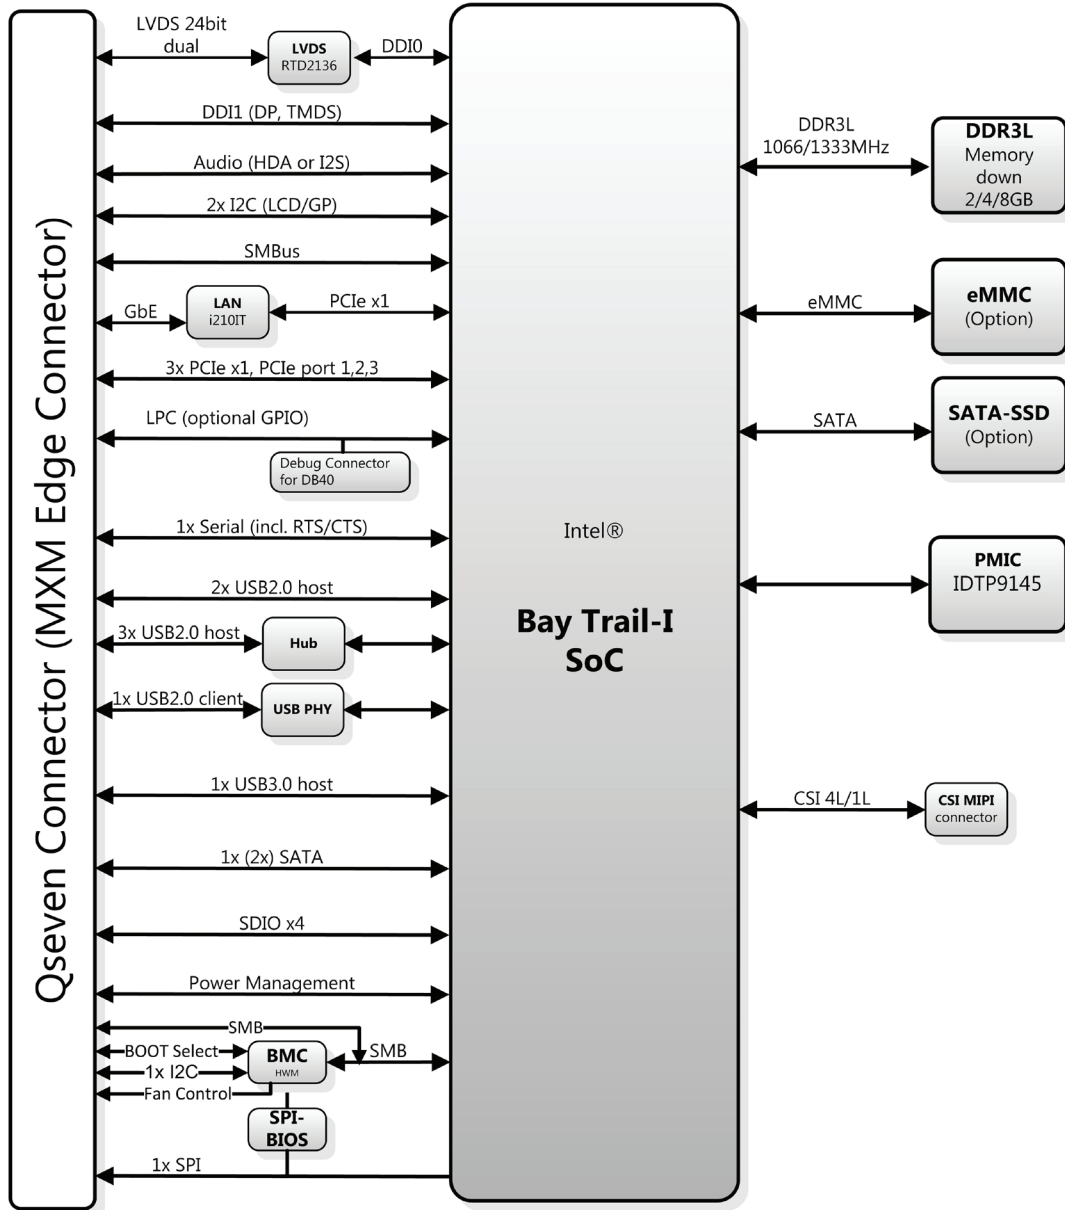 Qseven Connector (MXM Edge Connector)
LVDS 24bit
dual
LVDS
RTD2136
DDI0
DDI1 (DP, TMDS)
Audio (HDA or I2S)
2x I2C (LCD/GP)
SMBus
GbE
LAN
i210IT
PCIe x1
3x PCIe x1, PCIe port 1,2,3
LPC (optional GPIO)
Debug Connector
for DB40
1x Serial (incl. RTS/CTS)
2x USB2.0 host
3x USB2.0 host
Hub
1x USB2.0 client
USB PHY
1x USB3.0 host
1x (2x) SATA
SDIO x4
Power Management
SMB
BOOT Select
1x I2C
Fan Control
BMC
HWM
SMB
SPI-
BIOS
1x SPI
Intel®
Bay Trail-I
SoC
DDR3L
1066/1333MHz
DDR3L
Memory
down
2/4/8GB
eMMC
eMMC
(Option)
SATA
SATA-SSD
(Option)
PMIC
IDTP9145
CSI 4L/1L
CSI MIPI
connector